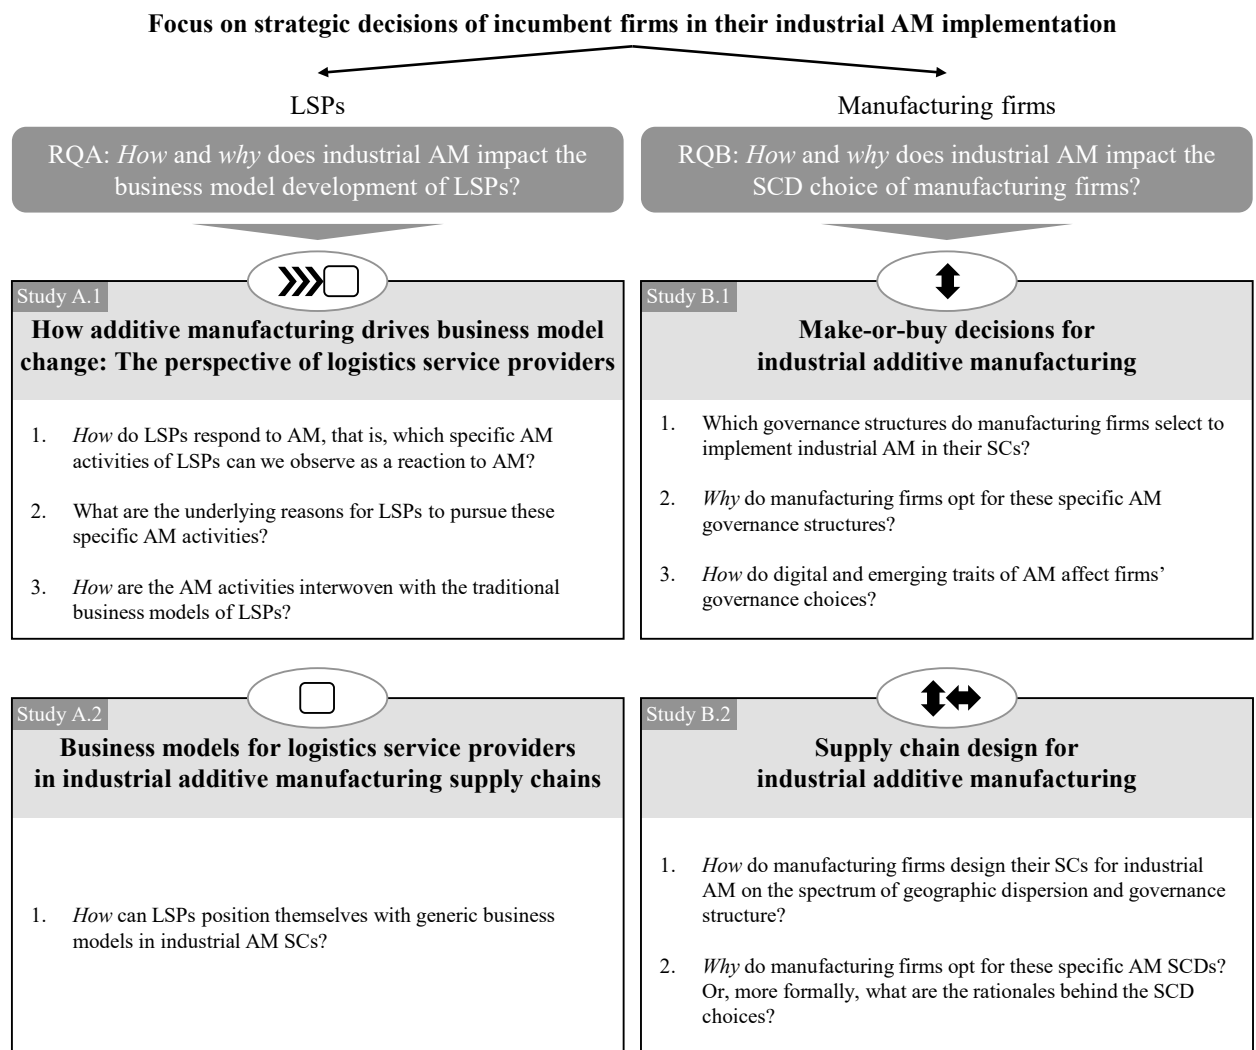 Focus on strategic decisions of incumbent firms in their industrial AM implementation
LSPs
RQA: How and why does industrial AM impact the
business model development of LSPs?
Study A.1
How additive manufacturing drives business model
change: The perspective of logistics service providers
1. How do LSPs respond to AM, that is, which specific AM
activities of LSPs can we observe as a reaction to AM?
2. What are the underlying reasons for LSPs to pursue these
specific AM activities?
3. How are the AM activities interwoven with the traditional
business models of LSPs?
Study A.2
Business models for logistics service providers
in industrial additive manufacturing supply chains
1. How can LSPs position themselves with generic business
models in industrial AM SCs?
Manufacturing firms
RQB: How and why does industrial AM impact the
SCD choice of manufacturing firms?
Study B.1
Make-or-buy decisions for
industrial additive manufacturing
1. Which governance structures do manufacturing firms select to
implement industrial AM in their SCs?
2. Why do manufacturing firms opt for these specific AM
governance structures?
3. How do digital and emerging traits of AM affect firms’
governance choices?
Study B.2
Supply chain design for
industrial additive manufacturing
1. How do manufacturing firms design their SCs for industrial
AM on the spectrum of geographic dispersion and governance
structure?
2. Why do manufacturing firms opt for these specific AM SCDs?
Or, more formally, what are the rationales behind the SCD
choices?